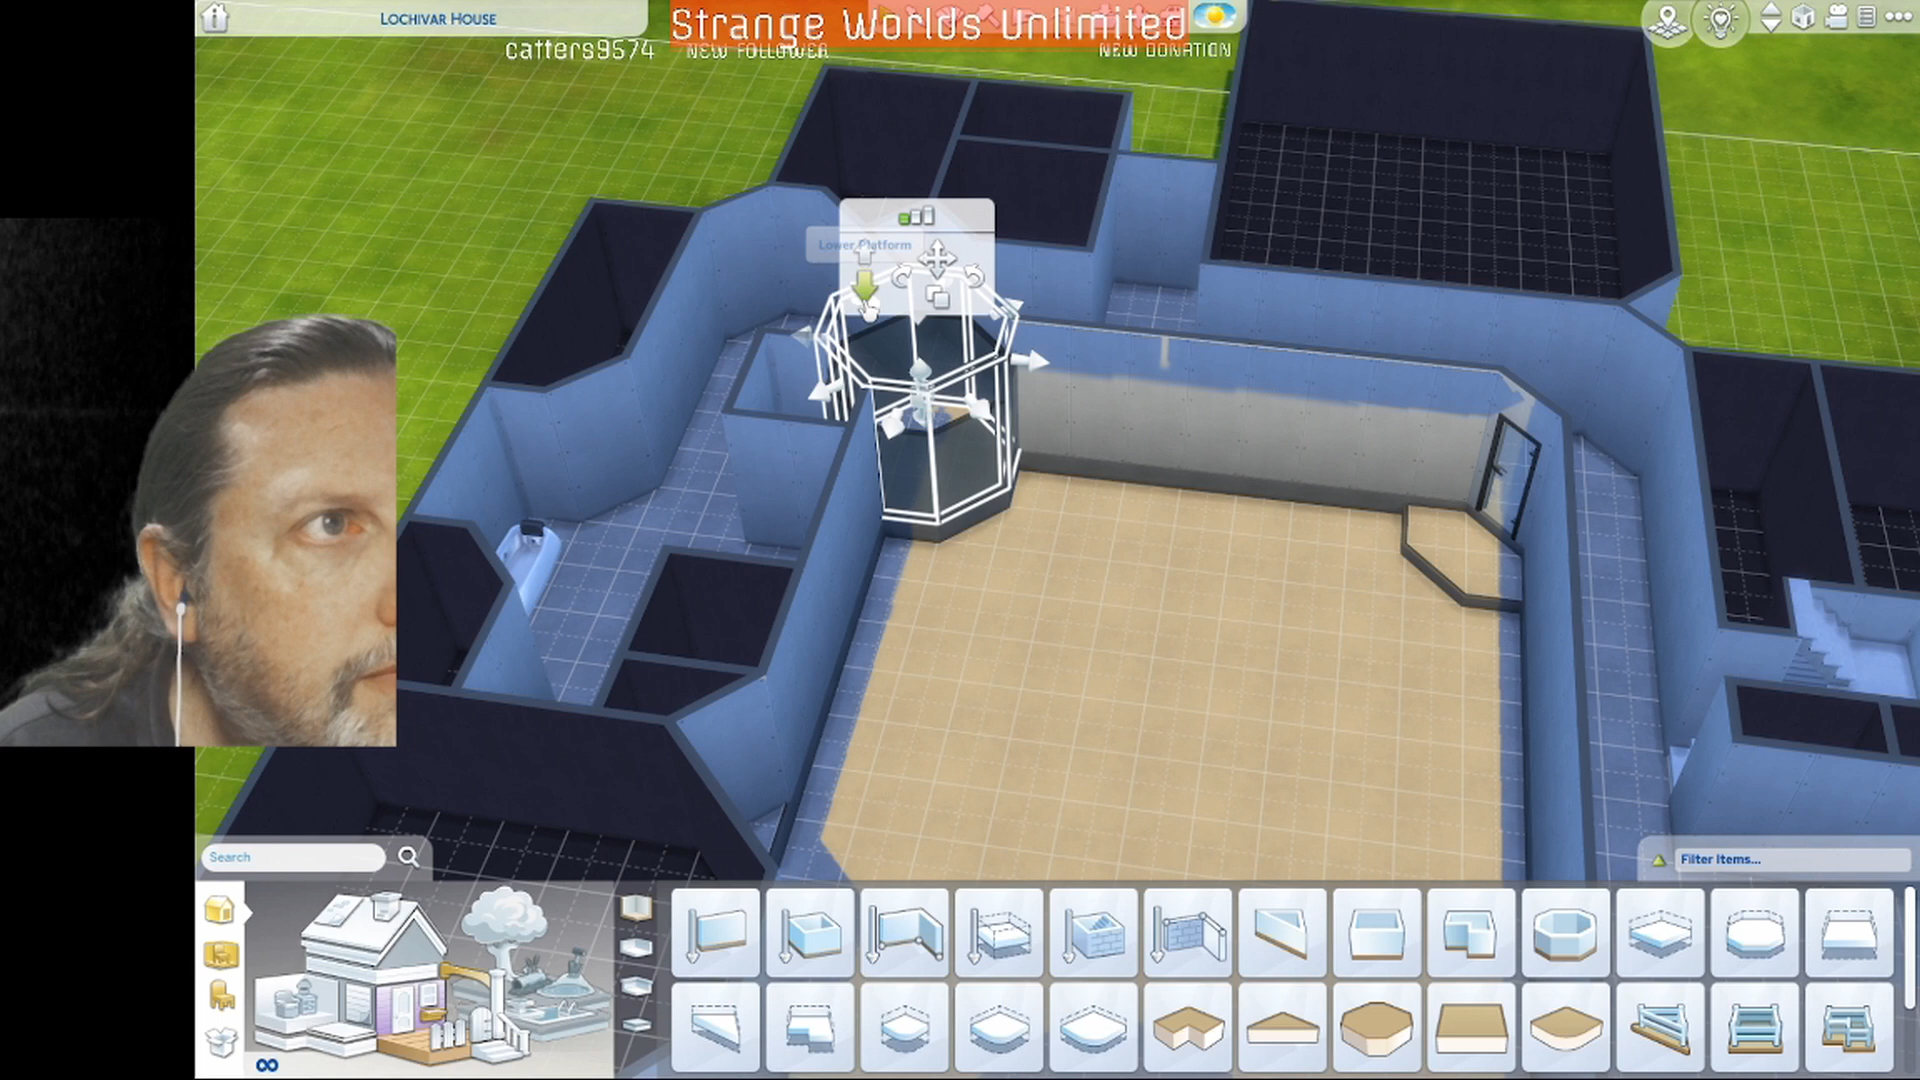 Lochivar House
Strange Worlds Unlimited
catters9574
NEW FOLLOWER
NEW DONATION
Lower Platform
Search
Filter Items...